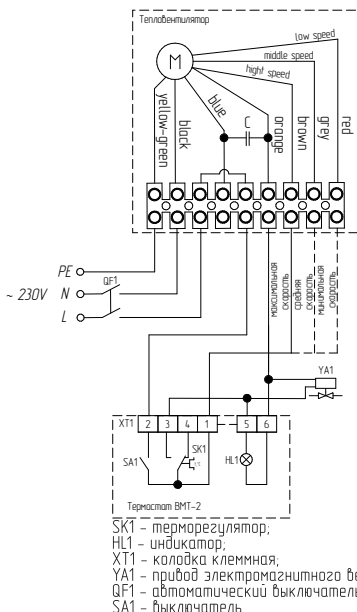 Тепловентилятор
low speed
middle speed
hight speed
M
yellow-green
black
blue
C
orange
brown
grey
red
PE
~ 230V N
QF1
L
максимальная скорость
средняя скорость
минимальная скорость
YA1
XT1 2 3 4 1 5 6
SA1
SK1
t°C
HL1
Термостат ВМТ-2
SK1 - терморегулятор;
HL1 - индикатор;
XT1 - колодка клеммная;
YA1 - привод электромагнитного ве
QF1 - автоматический выключатель
SA1 - выключатель